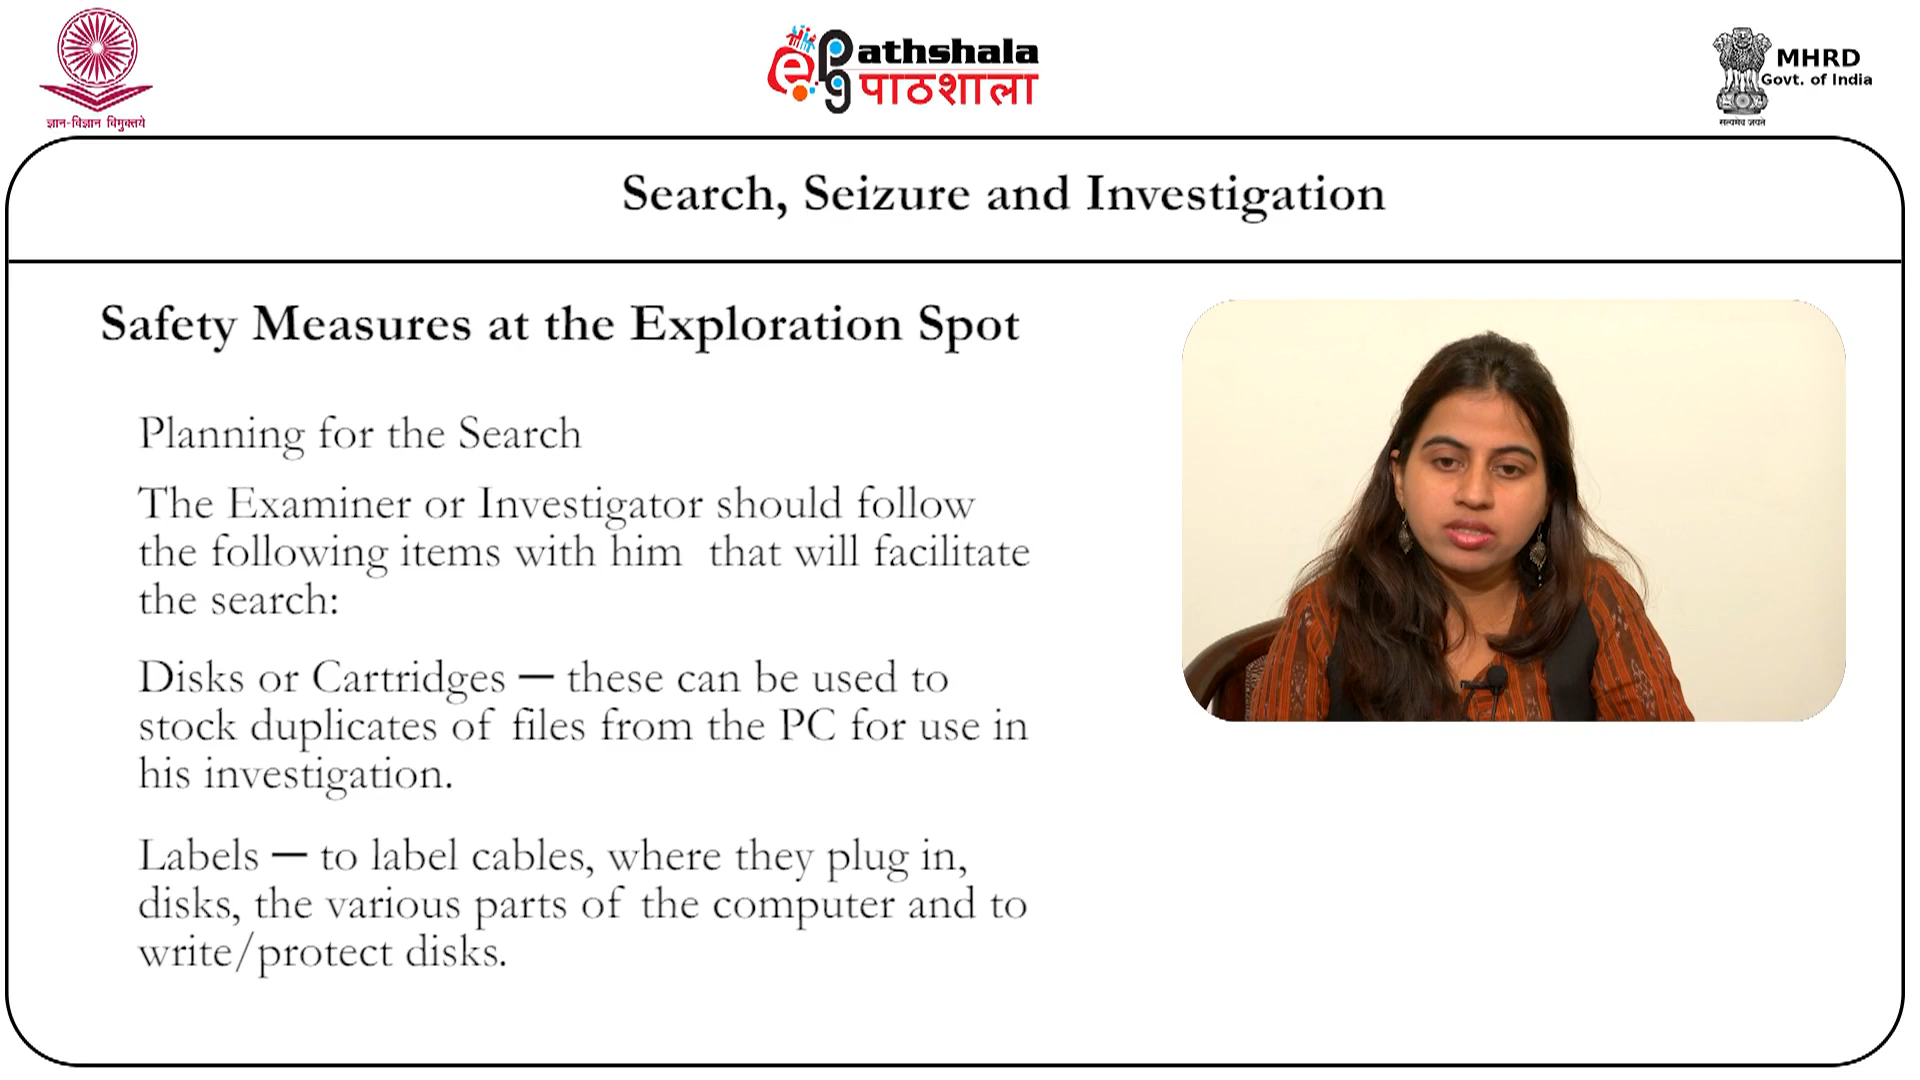 ज्ञान-विज्ञान विमुक्तये
e Pg athshala
पाठशाला
MHRD
Govt. of India
सत्यमेव जयते
Search, Seizure and Investigation
Safety Measures at the Exploration Spot
Planning for the Search
The Examiner or Investigator should follow
the following items with him that will facilitate
the search:
Disks or Cartridges — these can be used to
stock duplicates of files from the PC for use in
his investigation.
Labels — to label cables, where they plug in,
disks, the various parts of the computer and to
write/protect disks.